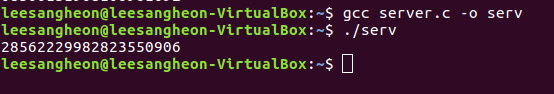 leesangheon@leesangheon-VirtualBox:~$ gcc server.c -o serv
leesangheon@leesangheon-VirtualBox:~$ ./serv
28562229982823550906
leesangheon@leesangheon-VirtualBox:~$